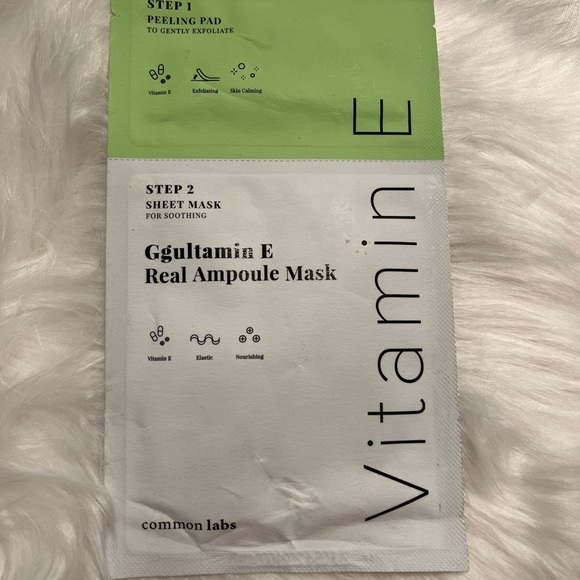 STEP 1
PEELING PAD
TO GENTLY EXFOLIATE
Vitamin E
Exfoliating
Skin Calming
STEP 2
SHEET MASK
FOR SOOTHING
Ggultamin E
Real Ampoule Mask
Vitamin E
Elastic
Nourishing
Vitamin E
common labs